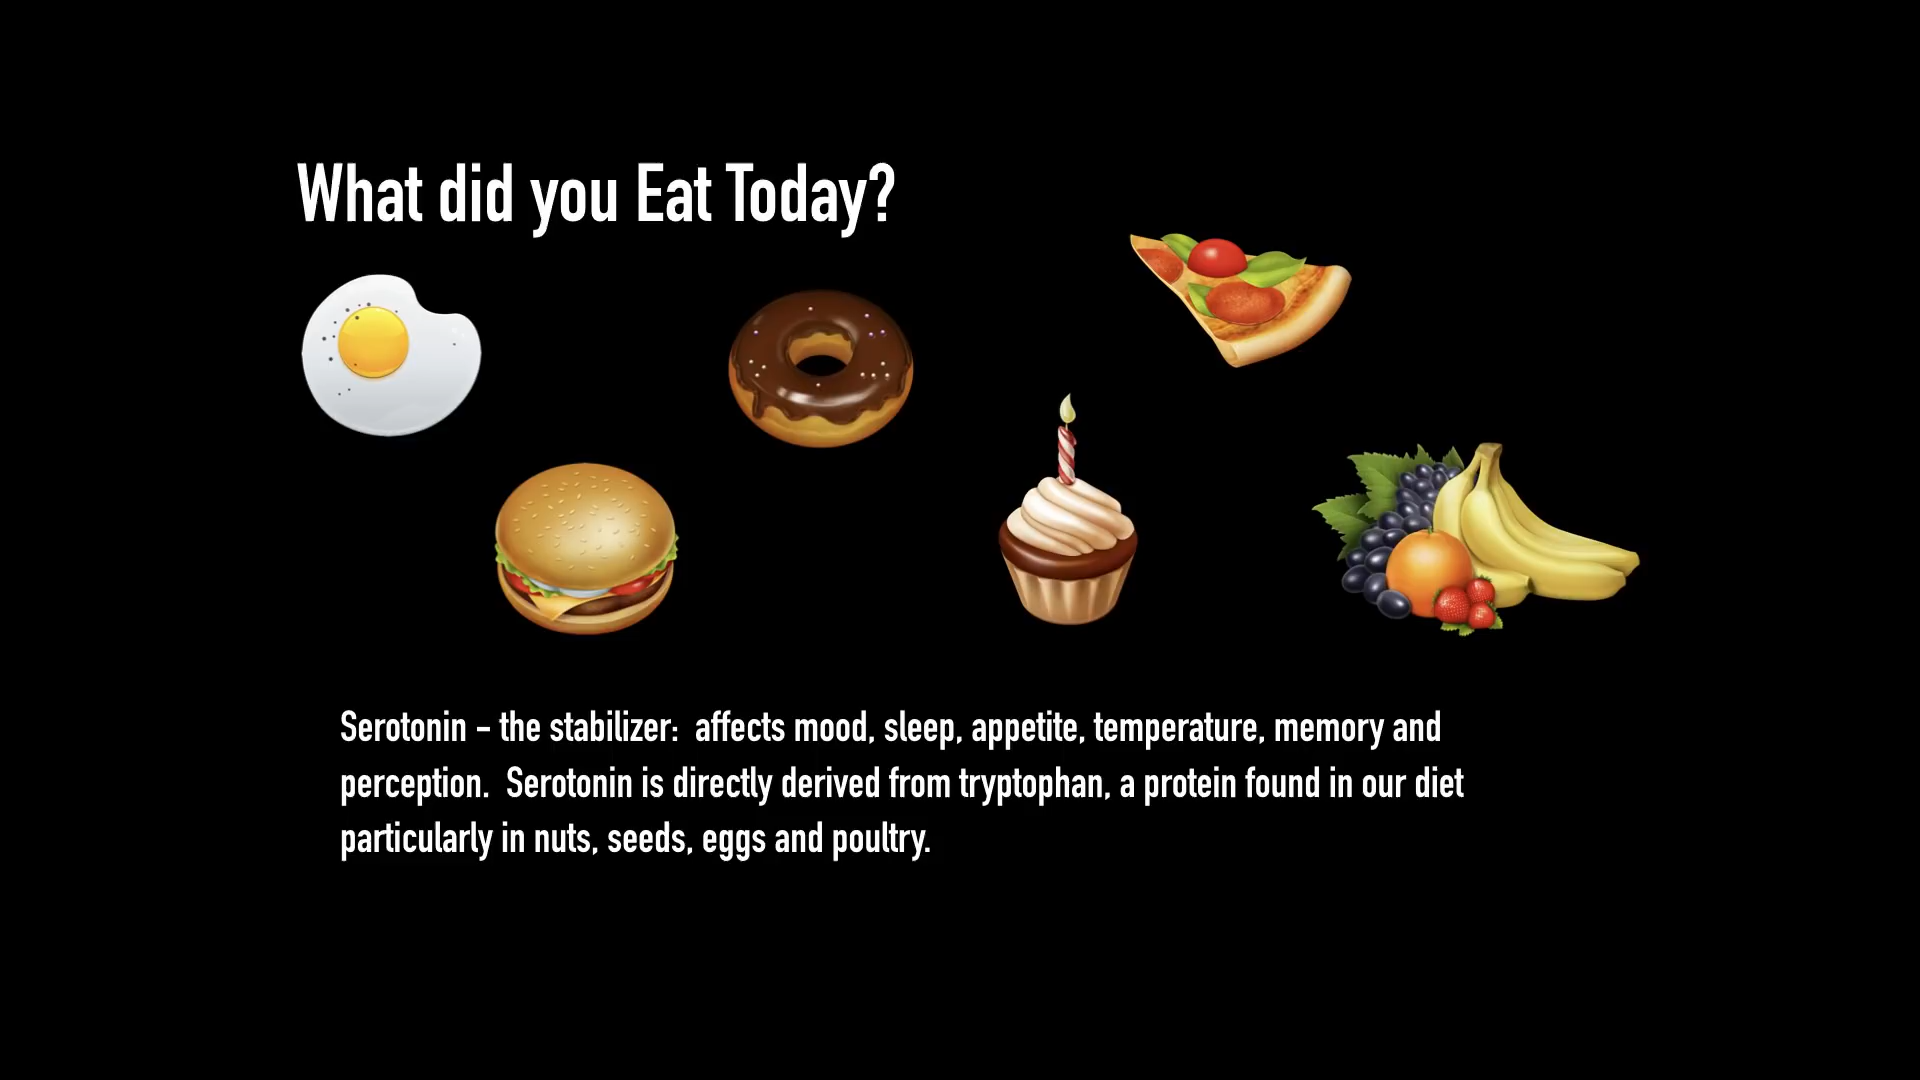 What did you Eat Today?
Serotonin – the stabilizer:  affects mood, sleep, appetite, temperature, memory and
perception.  Serotonin is directly derived from tryptophan, a protein found in our diet
particularly in nuts, seeds, eggs and poultry.